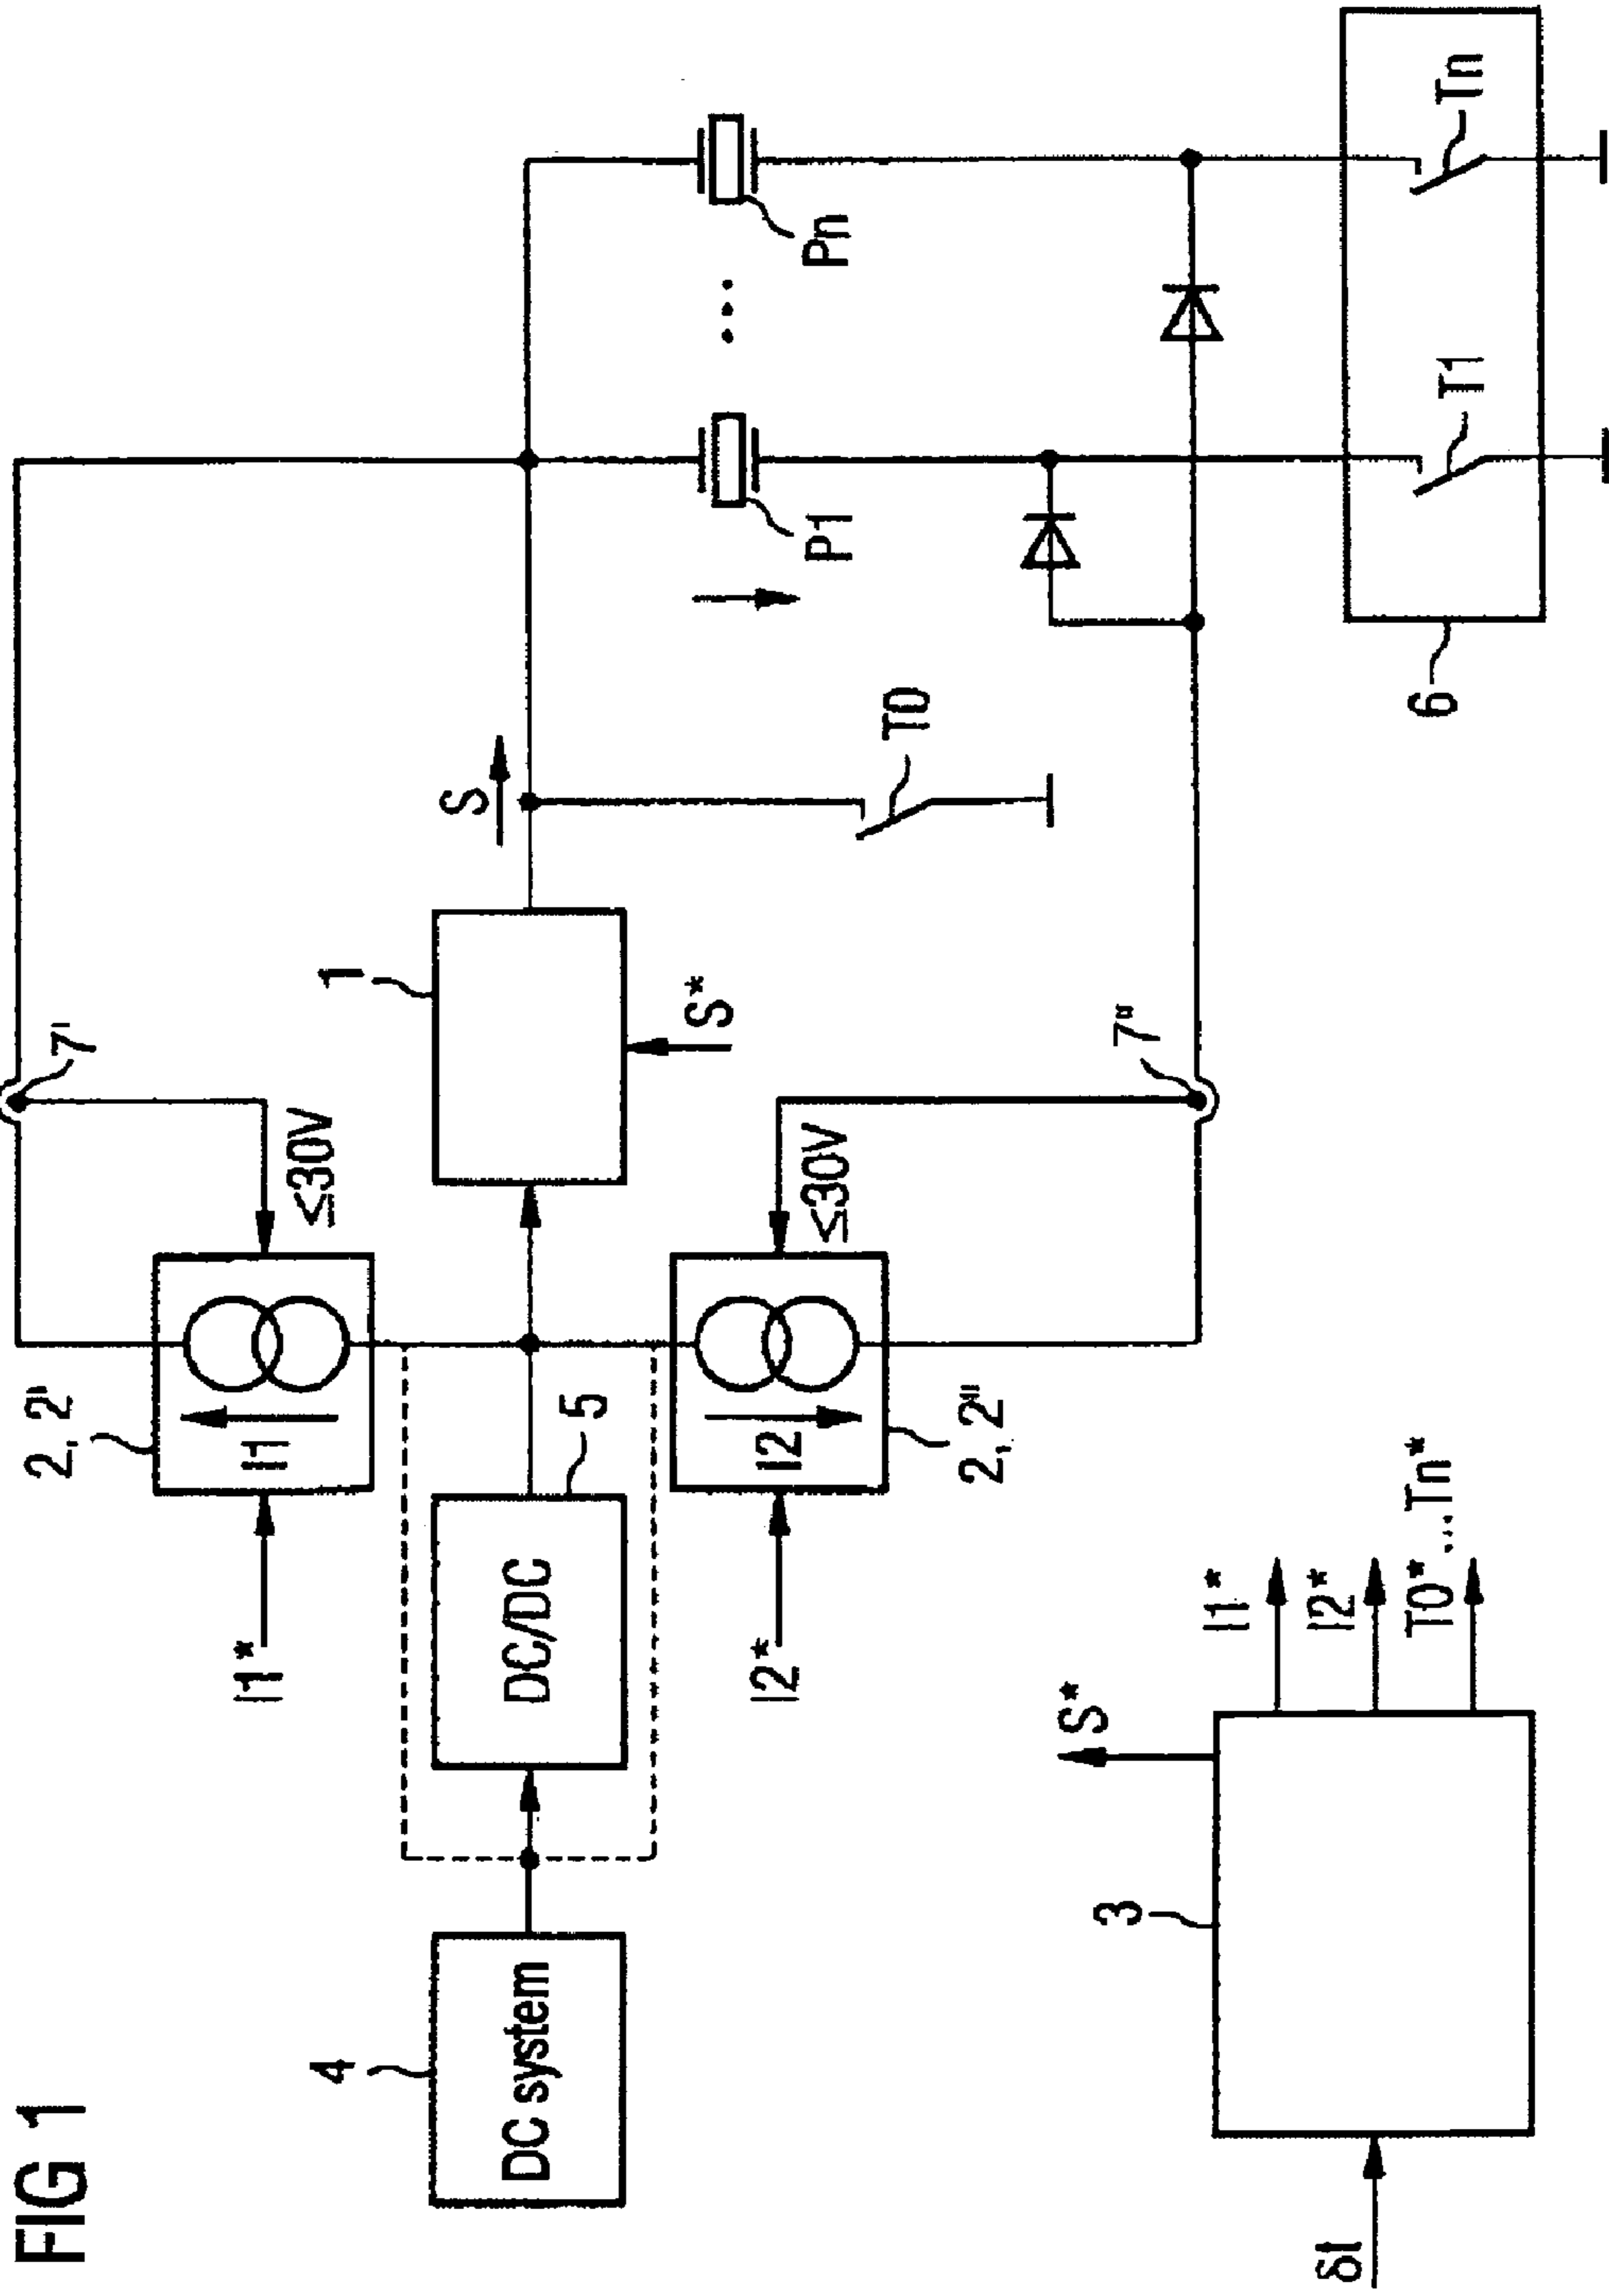 FIG 1
2, 2'
I1*
I1
≤30V
7'
4
DC system
DC/DC
5
1
S*
S
T0
P1
Pn
I2*
I2
≤30V
2, 2"
7"
6
T1
Tn
3
δt
S*
I1*
I2*
T0*...Tn*